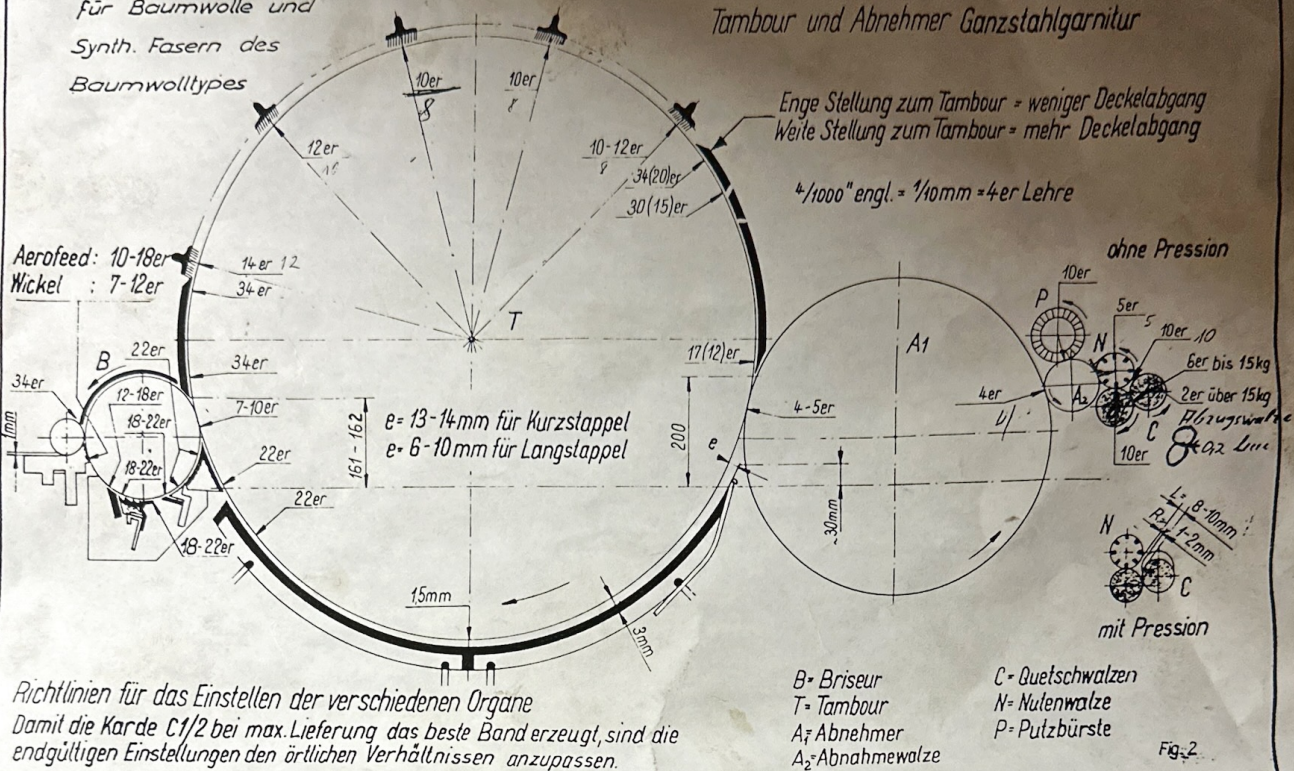 für Baumwolle und
Synth. Fasern des
Baumwolltypes
Tambour und Abnehmer Ganzstahlgarnitur
Enge Stellung zum Tambour = weniger Deckelabgang
Weite Stellung zum Tambour = mehr Deckelabgang
4/1000" engl. = 1/10mm = 4er Lehre
10er
8
10er
8
12er
10-12er
8
34(20)er
30(15)er
Aerofeed: 10-18er
Wickel : 7-12er
14er 12
34er
T
B
22er
34er
12-18er
18-22er
18-22er
18-22er
1mm
34er
7-10er
22er
22er
161-162
e= 13-14mm für Kurzstappel
e= 6-10mm für Langstappel
17(12)er
200
4-5er
e
~30mm
1,5mm
3mm
A1
ohne Pression
10er
P
5er
5
N
10er 10
6er bis 15kg
2er über 15kg
4er
A2
C
10er
Abzugswalze
8
0,2
N
L= 8-10mm
R=
1-2mm
C
mit Pression
Richtlinien für das Einstellen der verschiedenen Organe
Damit die Karde C1/2 bei max. Lieferung das beste Band erzeugt, sind die
endgültigen Einstellungen den örtlichen Verhältnissen anzupassen.
B= Briseur
T= Tambour
A1= Abnehmer
A2= Abnahmewalze
C= Quetschwalzen
N= Nutenwalze
P= Putzbürste
Fig. 2